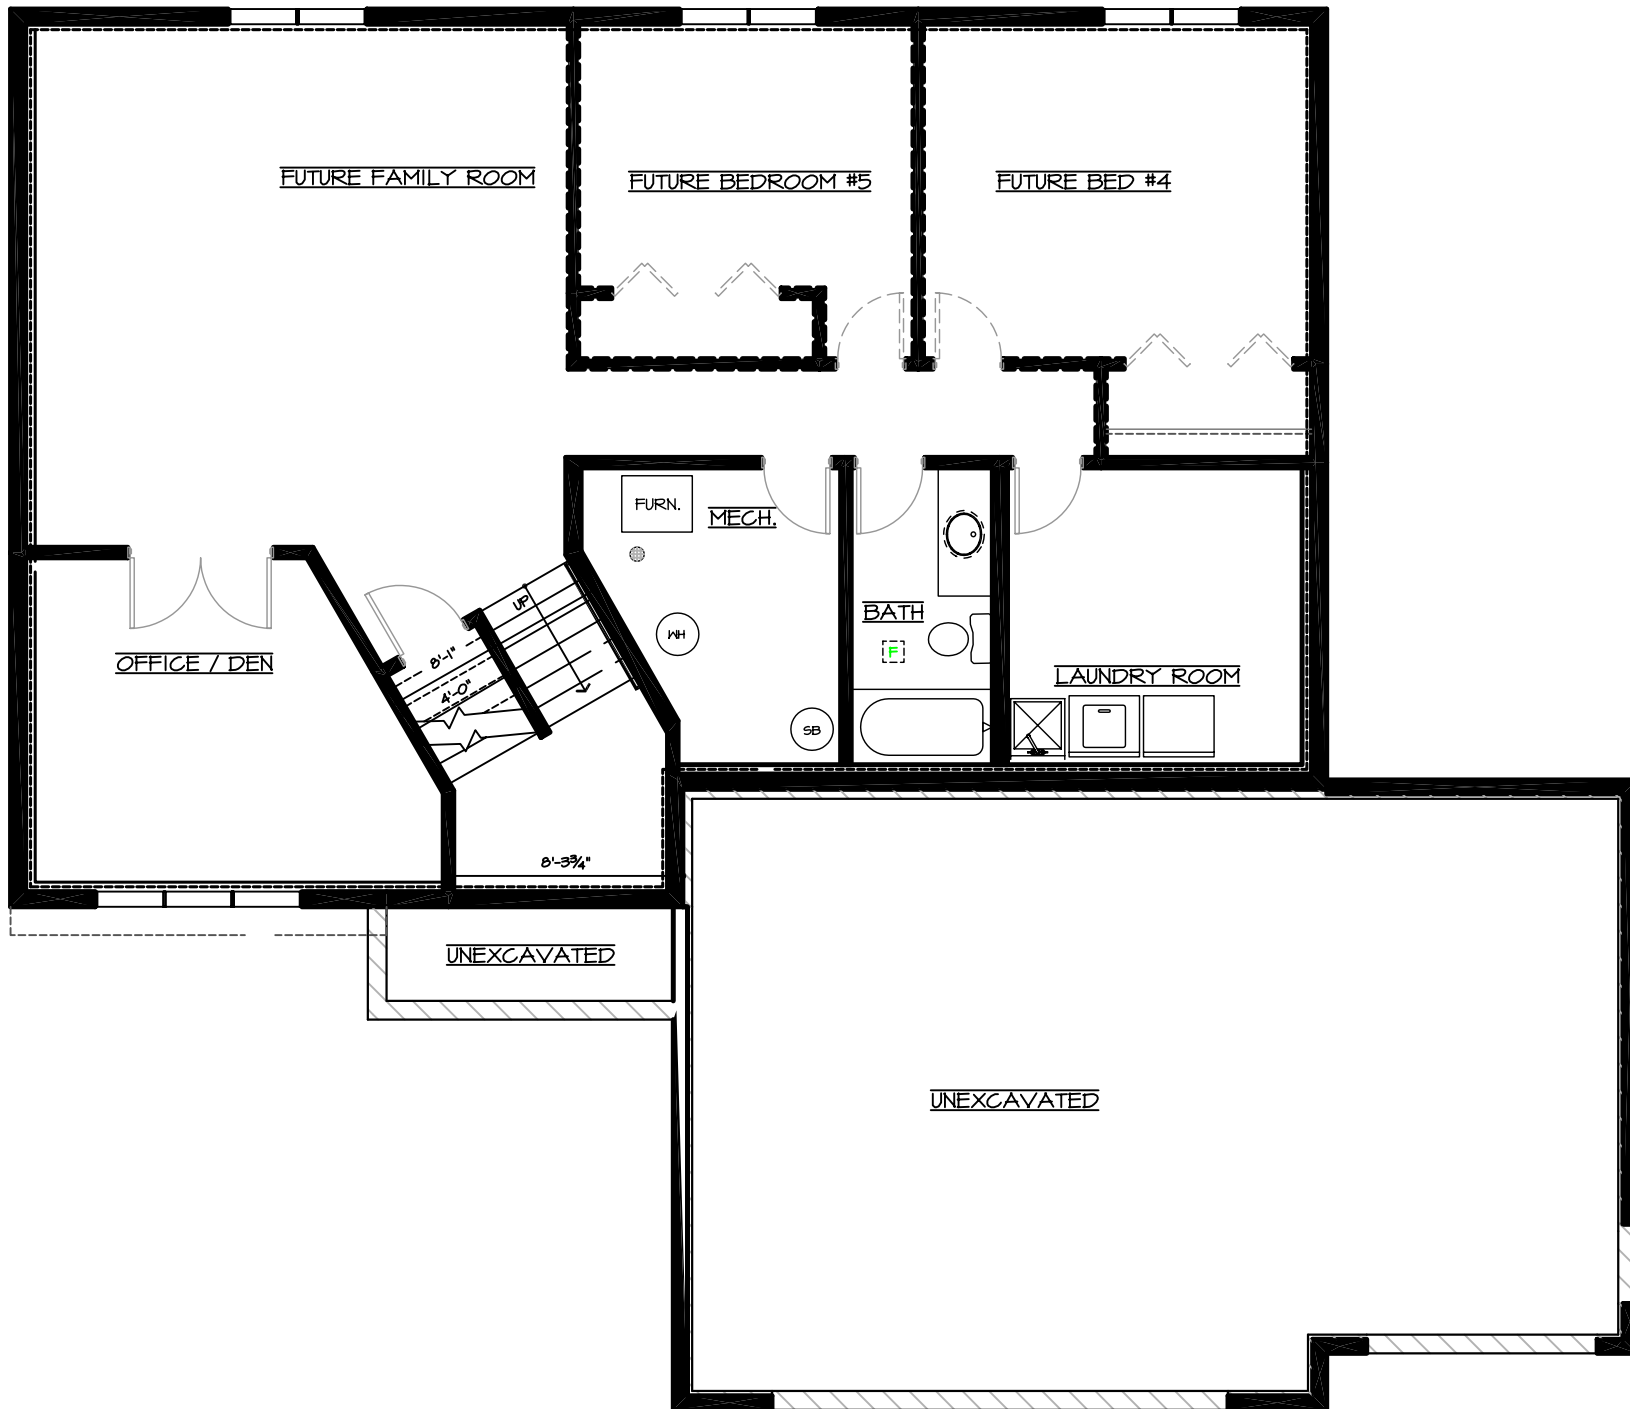 FUTURE FAMILY ROOM
FUTURE BEDROOM #5
FUTURE BED #4
FURN.
MECH.
UP
BATH
WH
F
8'-1"
OFFICE / DEN
LAUNDRY ROOM
4'-0"
SB
8'-3¾"
UNEXCAVATED
UNEXCAVATED